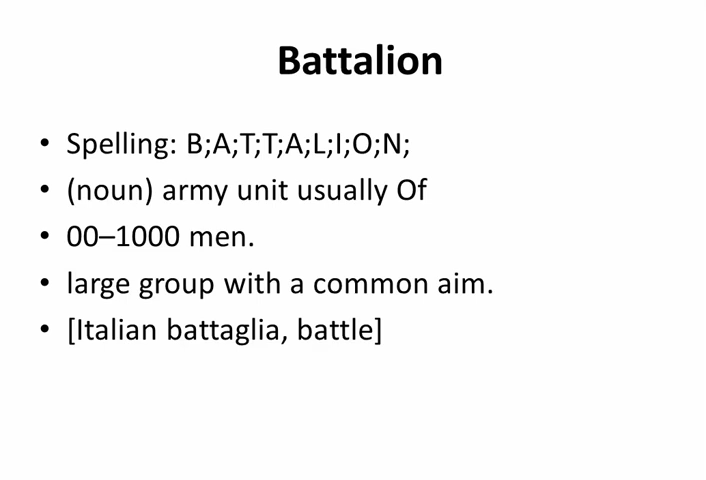 Battalion
• Spelling: B;A;T;T;A;L;I;O;N;
• (noun) army unit usually Of
• 00–1000 men.
• large group with a common aim.
• [Italian battaglia, battle]